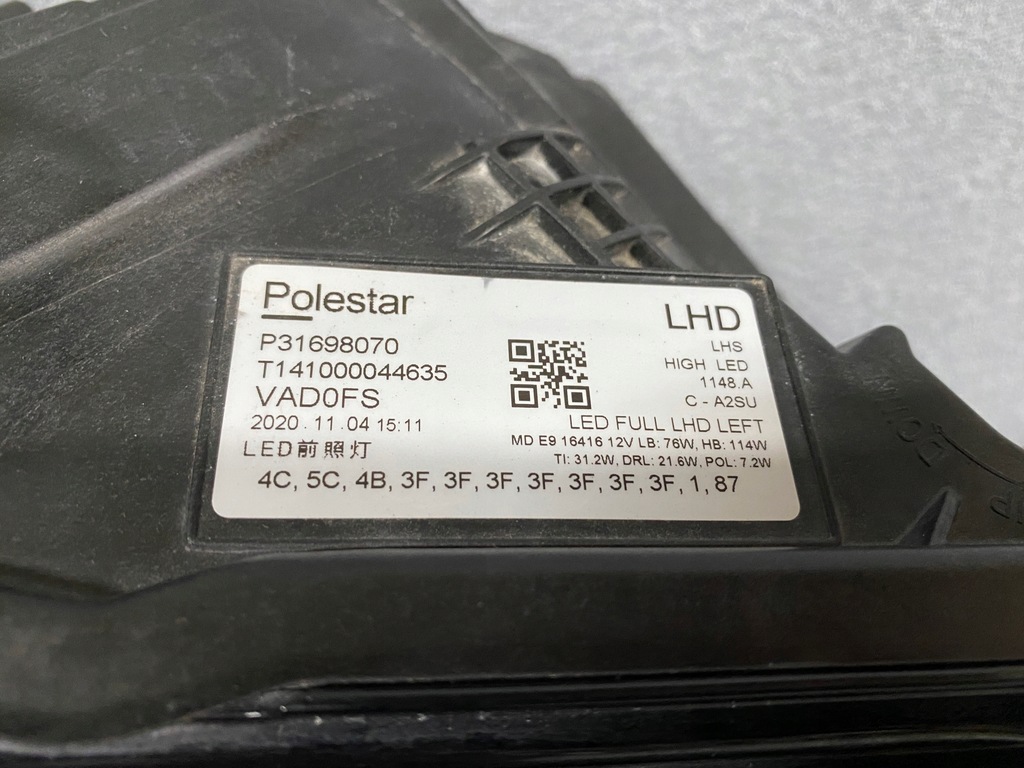 Polestar
LHD
P31698070
LHS
T141000044635
HIGH LED
VAD0FS
1148.A
C - A2SU
2020.11.04 15:11
LED FULL LHD LEFT
LED前照灯
MD E9 16416 12V LB: 76W, HB: 114W
TI: 31.2W, DRL: 21.6W, POL: 7.2W
4C, 5C, 4B, 3F, 3F, 3F, 3F, 3F, 3F, 3F, 1, 87